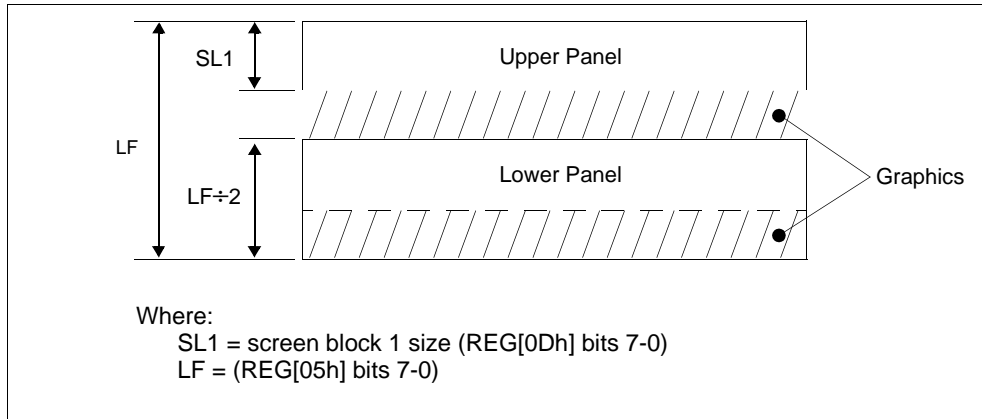 SL1
Upper Panel
LF
Graphics
LF÷2
Lower Panel
Where:
SL1 = screen block 1 size (REG[0Dh] bits 7-0)
LF = (REG[05h] bits 7-0)